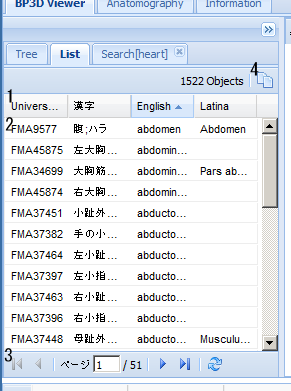 BP3D Viewer Anatomography Information
Tree List Search[heart]
4
1522 Objects
1
Univers... 漢字 English Latina
2
FMA9577 腹;ハラ abdomen Abdomen
FMA45875 左大胸... abdomin...
FMA34699 大胸筋... abdomin... Pars ab...
FMA45874 右大胸... abdomin...
FMA37451 小趾外... abducto...
FMA37382 手の小... abducto...
FMA37464 左小趾... abducto...
FMA37397 左小指... abducto...
FMA37463 右小趾... abducto...
FMA37396 右小指... abducto...
FMA37448 母趾外... abducto... Musculu...
3
ページ 1 / 51